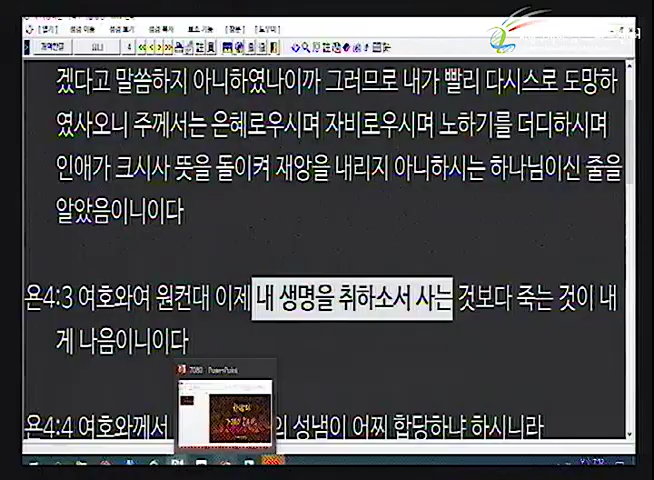 겠다고 말씀하지 아니하였나이까 그러므로 내가 빨리 다시스로 도망하
였사오니 주께서는 은혜로우시며 자비로우시며 노하기를 더디하시며
인애가 크시사 뜻을 돌이켜 재앙을 내리지 아니하시는 하나님이신 줄을
알았음이니이다
욘4:3 여호와여 원컨대 이제 내 생명을 취하소서 사는 것보다 죽는 것이 내
게 나음이니이다
7080 - PowerPoint
욘4:4 여호와께서 의 성냄이 어찌 합당하냐 하시니라